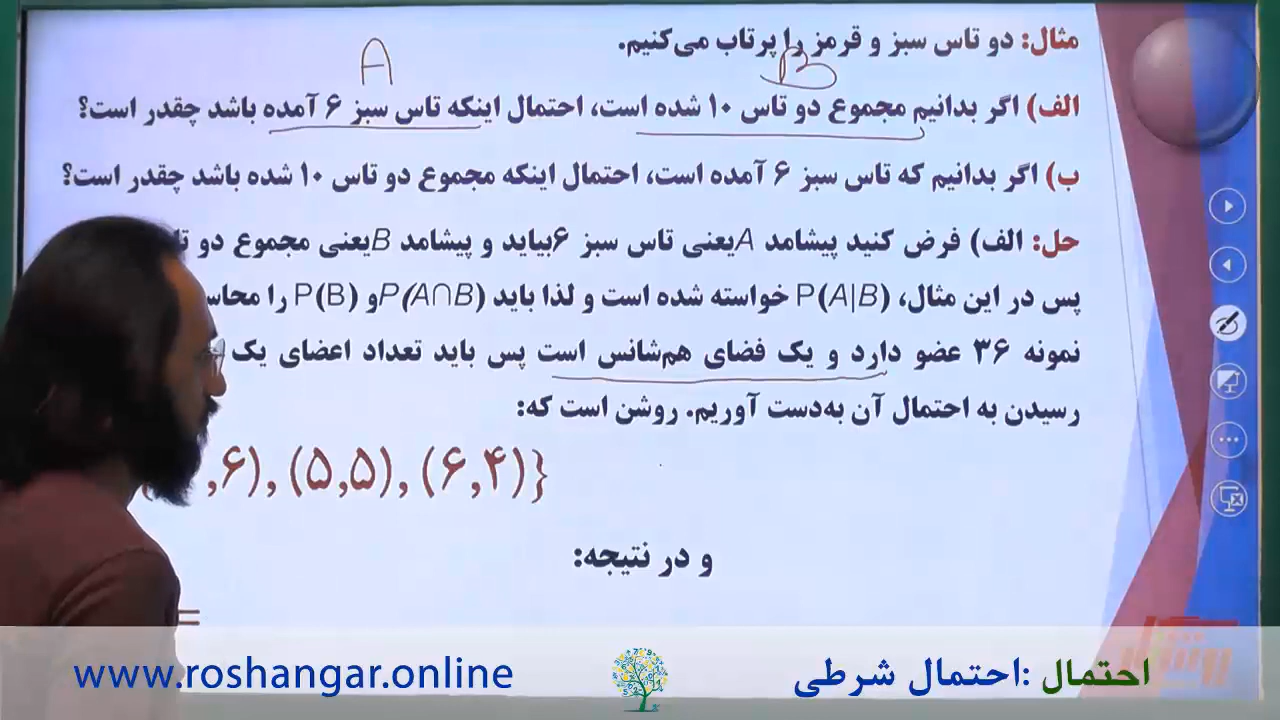 مثال: دو تاس سبز و قرمز را پرتاب می‌کنیم.
A B
الف) اگر بدانیم مجموع دو تاس ۱۰ شده است، احتمال اینکه تاس سبز ۶ آمده باشد چقدر است؟
ب) اگر بدانیم که تاس سبز ۶ آمده است، احتمال اینکه مجموع دو تاس ۱۰ شده باشد چقدر است؟
حل: الف) فرض کنید پیشامد A یعنی تاس سبز ۶ بیاید و پیشامد B یعنی مجموع دو
پس در این مثال، P(A|B) خواسته شده است و لذا باید P(A∩B) و P(B) را
نمونه ۳۶ عضو دارد و یک فضای هم‌شانس است پس باید تعداد اعضای یک
رسیدن به احتمال آن به‌دست آوریم. روشن است که:
,۶), (۵,۵), (۶,۴)}
و در نتیجه:
=
احتمال :احتمال شرطی
www.roshangar.online